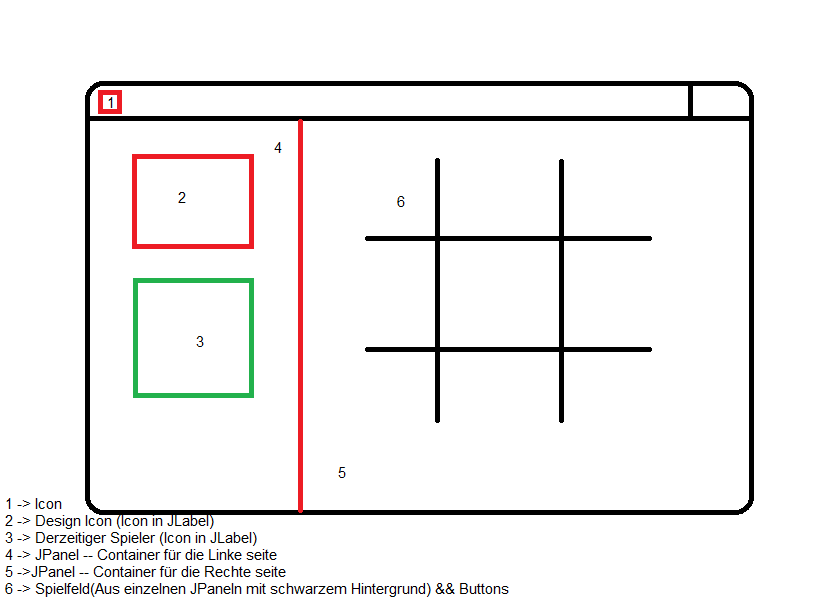 1
4
2
6
3
5
1 -> Icon
2 -> Design Icon (Icon in JLabel)
3 -> Derzeitiger Spieler (Icon in JLabel)
4 -> JPanel -- Container für die Linke seite
5 ->JPanel -- Container für die Rechte seite
6 -> Spielfeld(Aus einzelnen JPaneln mit schwarzem Hintergrund) && Buttons